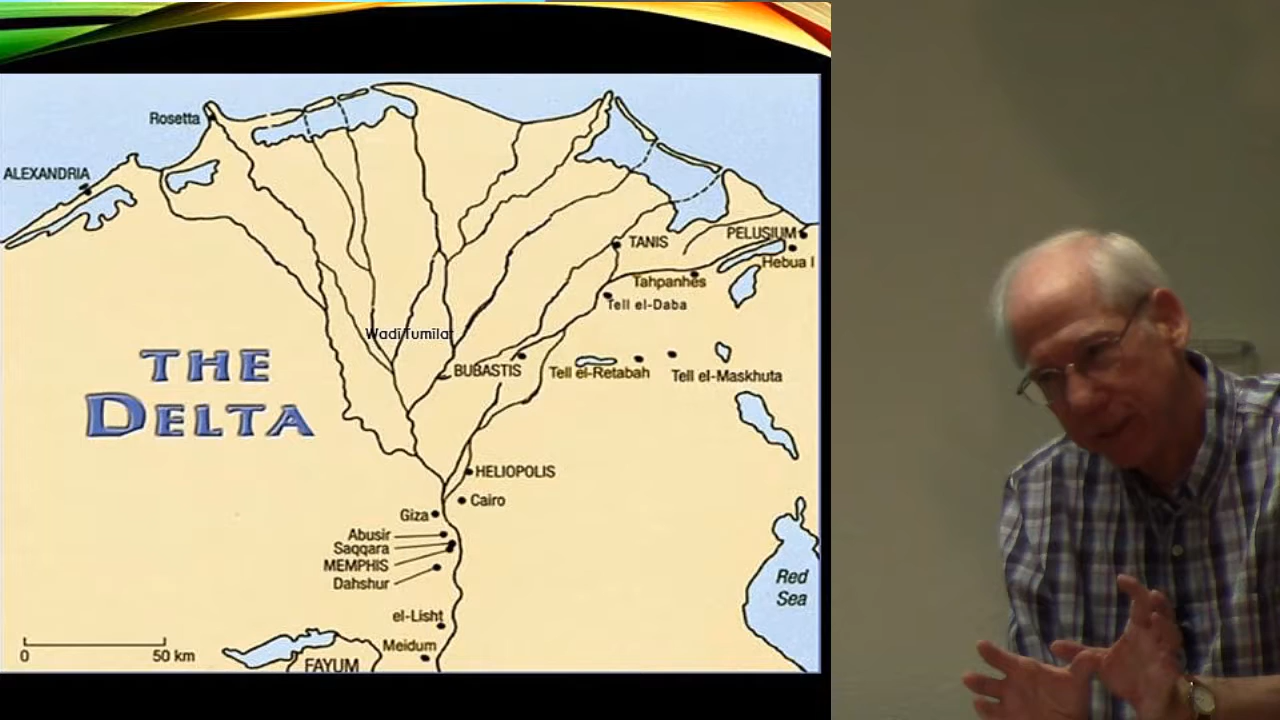 Rosetta
ALEXANDRIA
TANIS
PELUSIUM
Hebua I
Tahpanhes
Tell el-Daba
Wadi Tumilat
THE
DELTA
BUBASTIS
Tell el-Retabah
Tell el-Maskhuta
HELIOPOLIS
Cairo
Giza
Abusir
Saqqara
MEMPHIS
Dahshur
el-Lisht
Meidum
FAYUM
0 50 km
Red
Sea